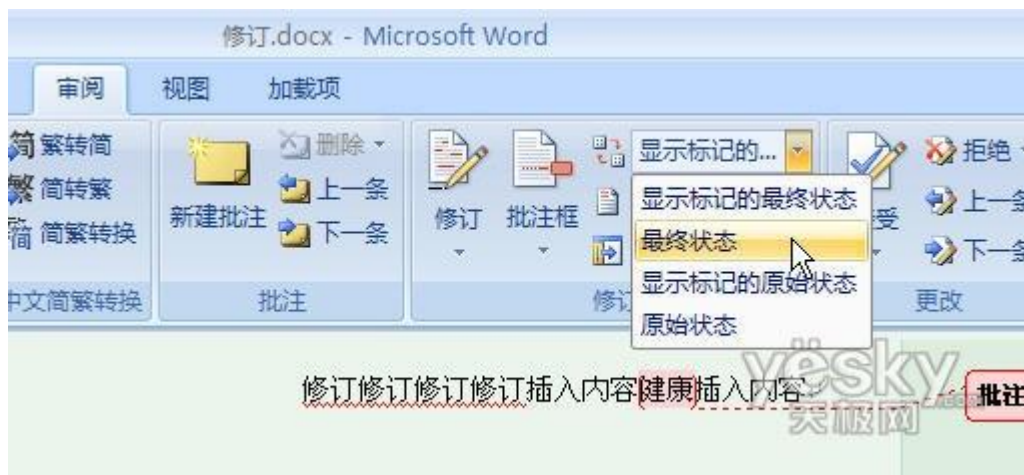 修订.docx - Microsoft Word
审阅 视图 加载项
简 繁转简
繁 简转繁
简繁转换
中文简繁转换
新建批注
删除
上一条
下一条
批注
修订
批注框
显示标记的...
显示标记的最终状态
最终状态
显示标记的原始状态
原始状态
修订
受
拒绝
上一条
下一条
更改
修订修订修订修订插入内容健康插入内容
批注
yesky
天极网